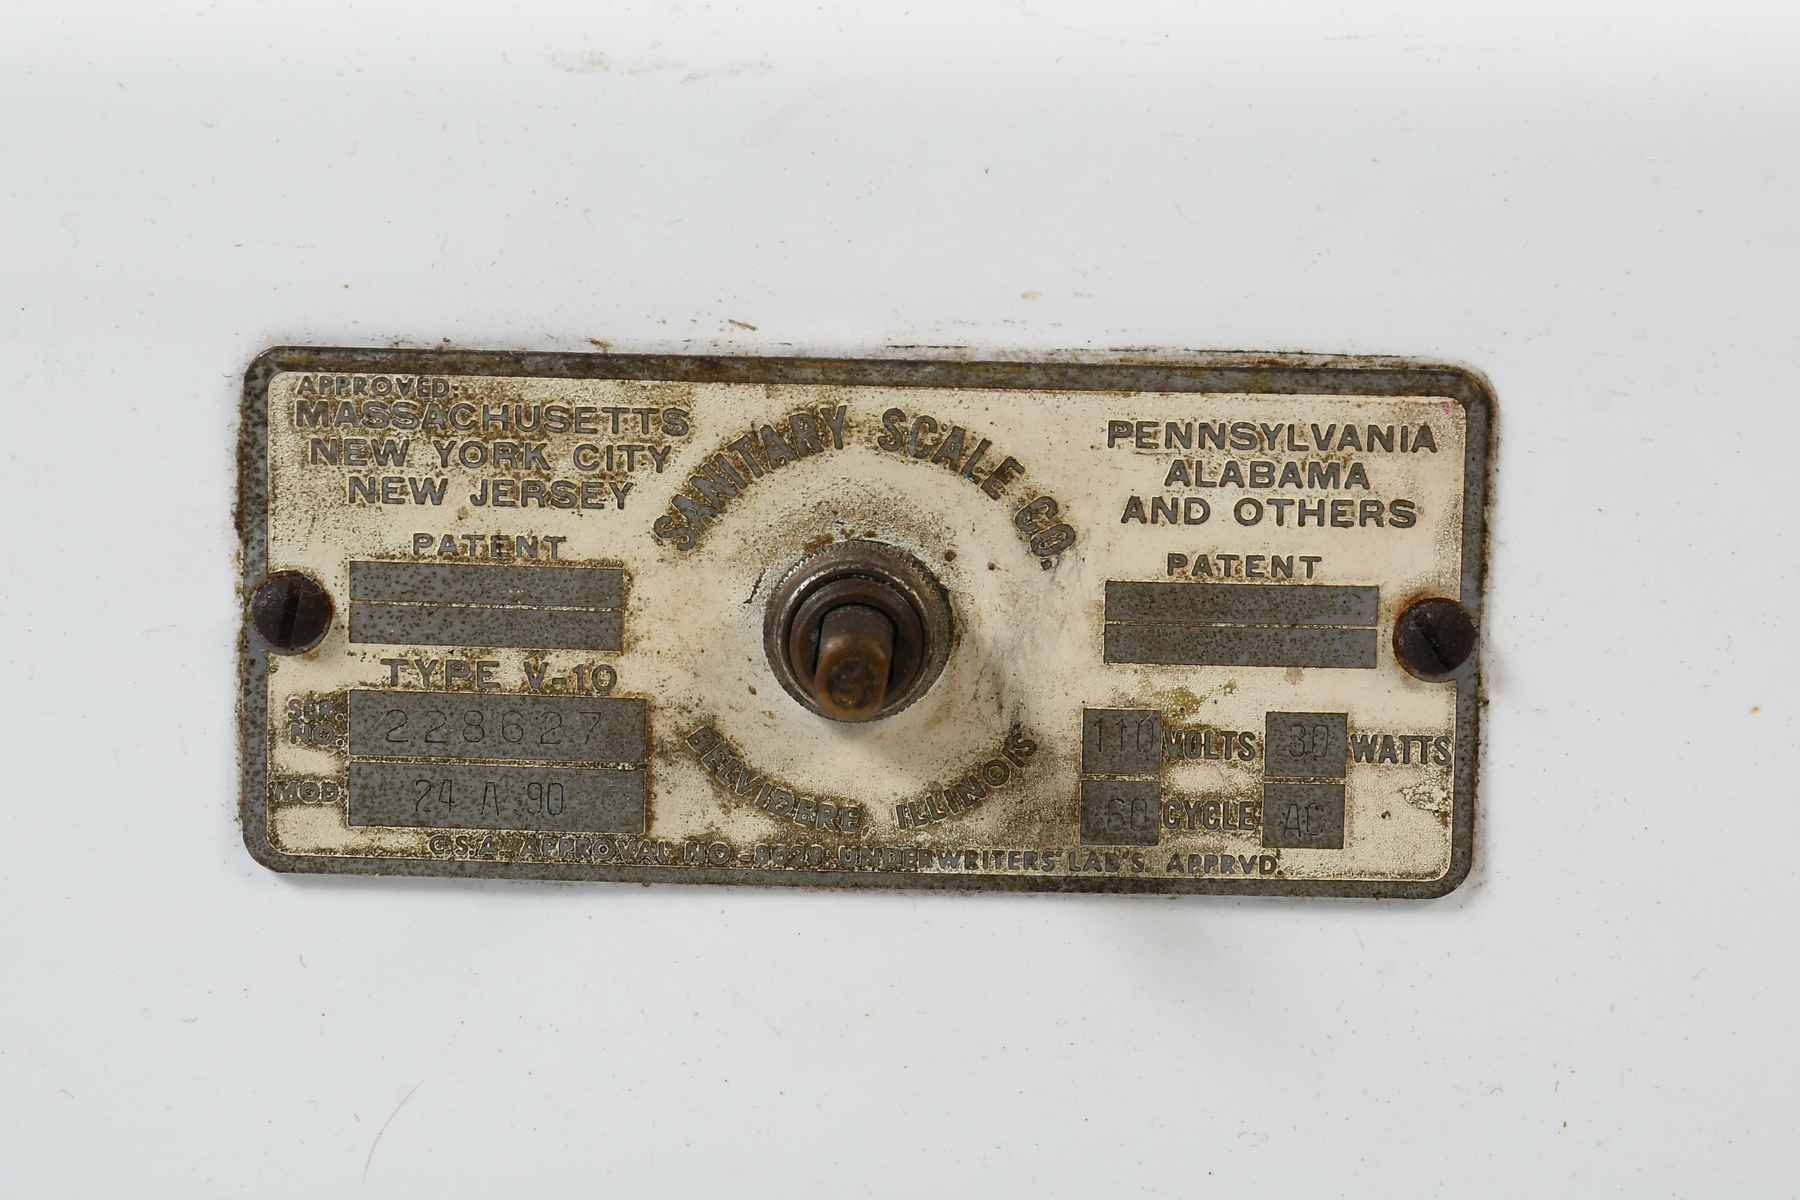 APPROVED:
MASSACHUSETTS
NEW YORK CITY
NEW JERSEY
PATENT
TYPE V-10
SER. NO. 228627
MOD. 24 A 90
SANITARY SCALE CO.
BELVIDERE, ILLINOIS
PENNSYLVANIA
ALABAMA
AND OTHERS
PATENT
110 VOLTS 30 WATTS
60 CYCLE AC
C.S.A. APPROVAL NO. UNDERWRITERS' LAB'S. APPRVD.